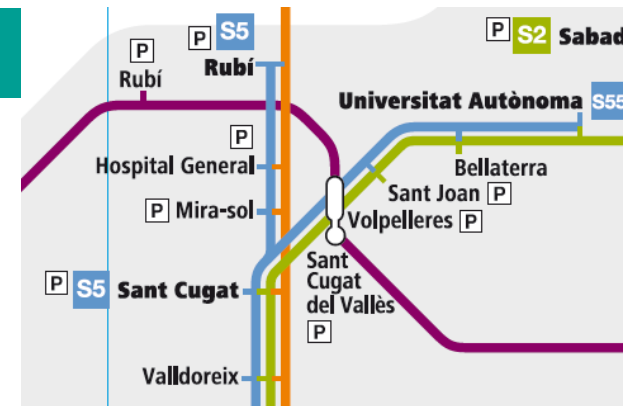 P S5
P S2 Sabad
P
Rubí
Rubí
Universitat Autònoma S55
P
Hospital General
Bellaterra
Sant Joan P
P Mira-sol
Volpelleres P
Sant
Cugat
del Vallès
P
P S5 Sant Cugat
Valldoreix